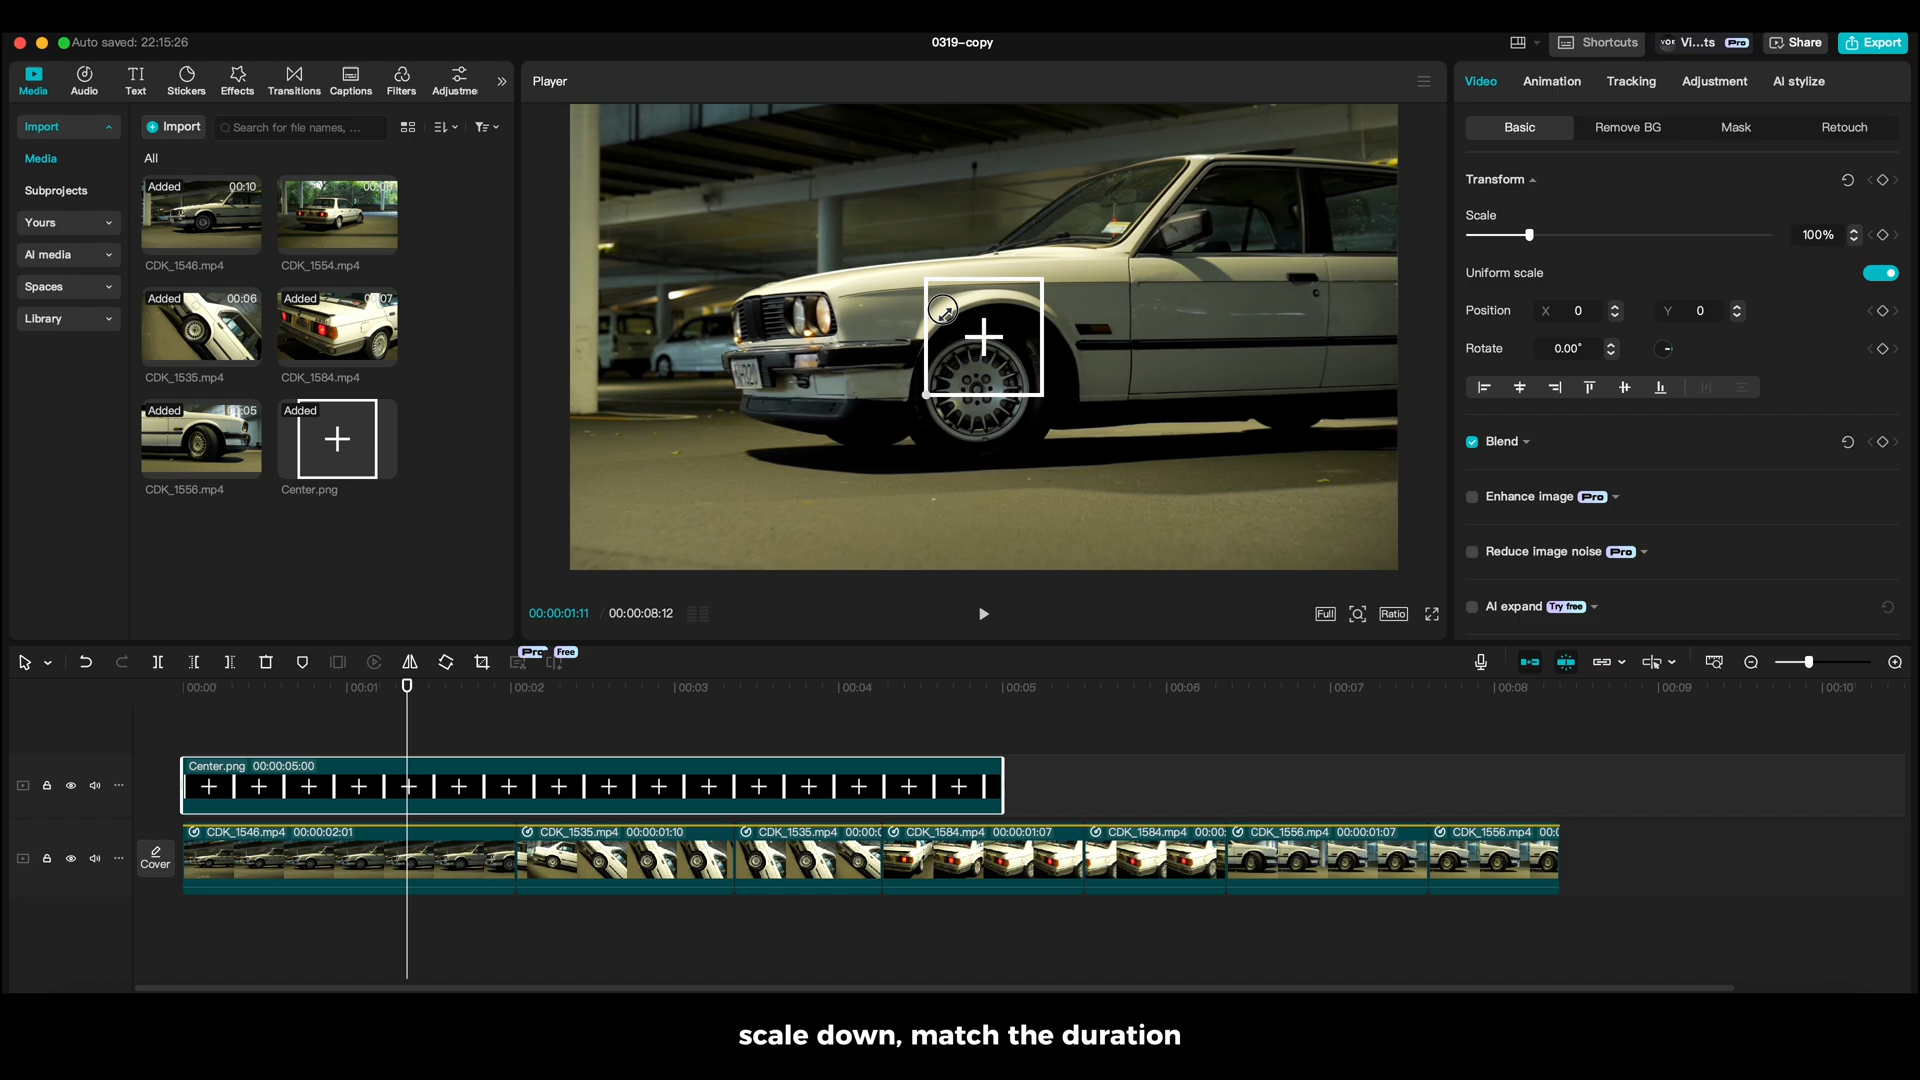 Auto saved: 22:15:26
0319-copy
Shortcuts
VOE Vi...ts Pro
Share
Export
Media
Audio
Text
Stickers
Effects
Transitions
Captions
Filters
Adjustme
Import
Media
Subprojects
Yours
AI media
Spaces
Library
Import
Search for file names, ...
All
Added 00:10
CDK_1546.mp4
CDK_1554.mp4
Added 00:06
CDK_1535.mp4
Added 00:07
CDK_1584.mp4
Added 00:05
CDK_1556.mp4
Added
Center.png
Player
00:00:01:11 / 00:00:08:12
Full
Ratio
Video
Animation
Tracking
Adjustment
AI stylize
Basic
Remove BG
Mask
Retouch
Transform
Scale
100%
Uniform scale
Position X 0 Y 0
Rotate 0.00°
Blend
Enhance image Pro
Reduce image noise Pro
AI expand Try free
Pro
Free
00:00 00:01 00:02 00:03 00:04 00:05 00:06 00:07 00:08 00:09 00:10
Center.png 00:00:05:00
Cover
CDK_1546.mp4 00:00:02:01
CDK_1535.mp4 00:00:01:10
CDK_1535.mp4 00:00:0
CDK_1584.mp4 00:00:01:07
CDK_1584.mp4 00:00:
CDK_1556.mp4 00:00:01:07
CDK_1556.mp4 00:0
scale down, match the duration